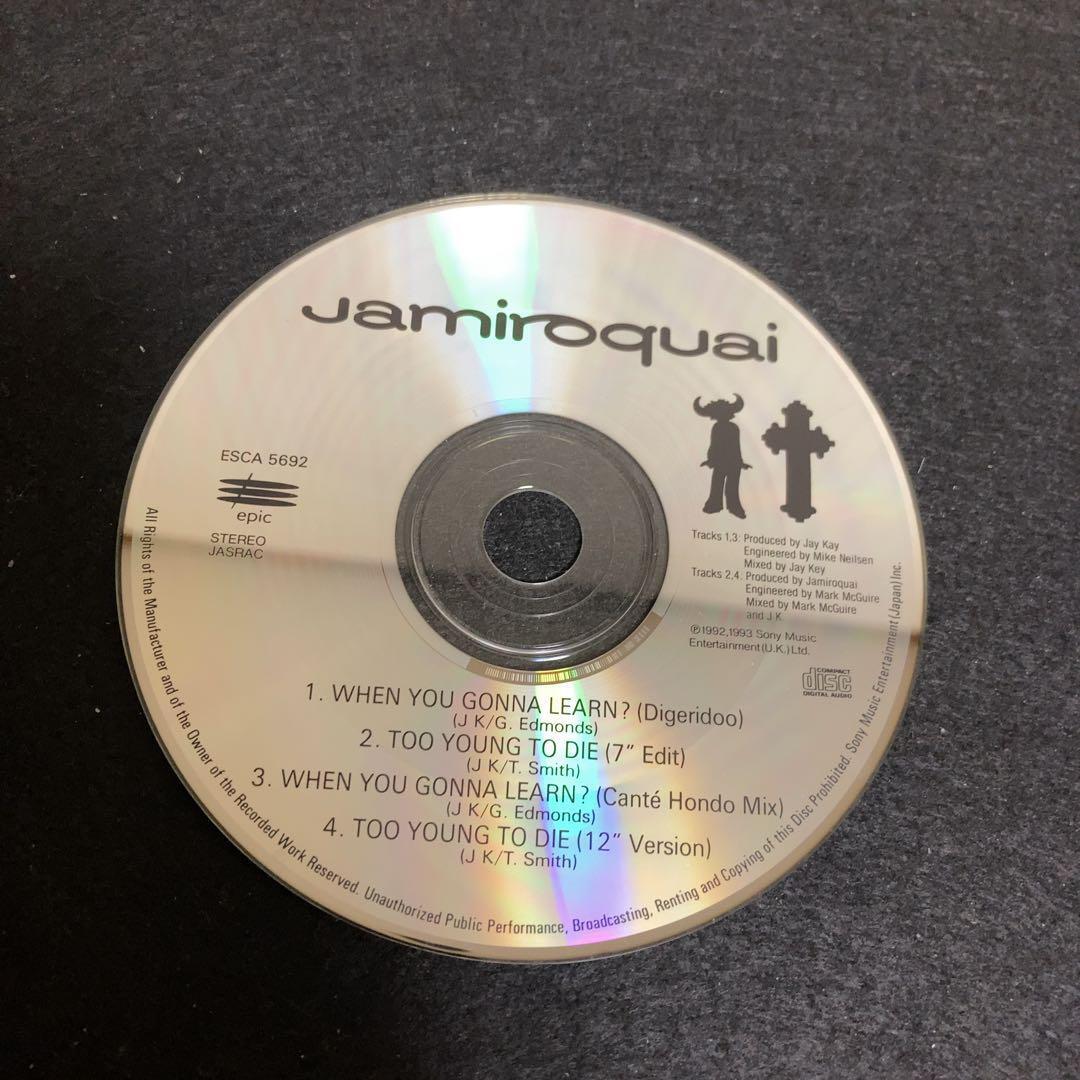 Jamiroquai
ESCA 5692
epic
STEREO
JASRAC
Tracks 1,3: Produced by Jay Kay
Engineered by Mike Neilsen
Mixed by Jay Key
Tracks 2,4: Produced by Jamiroquai
Engineered by Mark McGuire
Mixed by Mark McGuire
and J K
℗1992,1993 Sony Music
Entertainment (U.K.) Ltd.
COMPACT
disc
DIGITAL AUDIO
1. WHEN YOU GONNA LEARN? (Digeridoo)
(J K/G. Edmonds)
2. TOO YOUNG TO DIE (7" Edit)
(J K/T. Smith)
3. WHEN YOU GONNA LEARN? (Canté Hondo Mix)
(J K/G. Edmonds)
4. TOO YOUNG TO DIE (12" Version)
(J K/T. Smith)
All Rights of the Manufacturer and of the Owner of the Recorded Work Reserved. Unauthorized Public Performance, Broadcasting, Renting and Copying of this Disc Prohibited. Sony Music Entertainment (Japan) Inc.